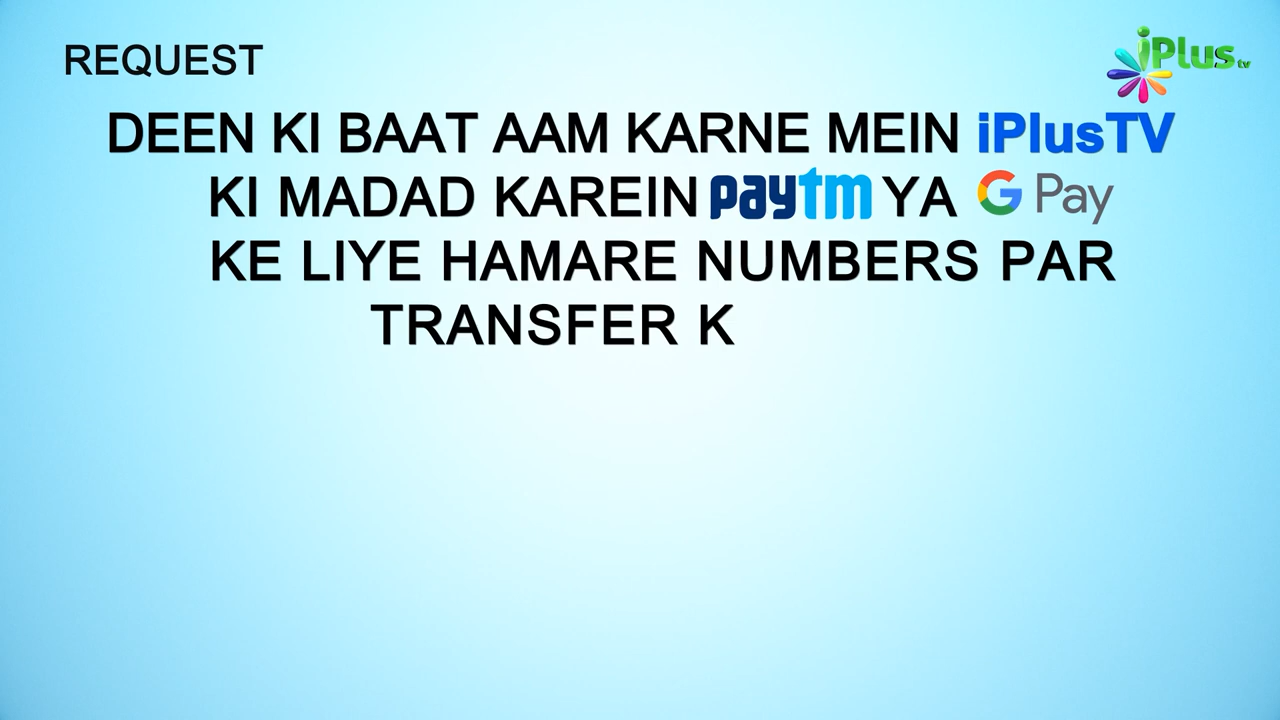 REQUEST
iPlus tv
DEEN KI BAAT AAM KARNE MEIN iPlusTV
KI MADAD KAREIN paytm YA G Pay
KE LIYE HAMARE NUMBERS PAR
TRANSFER K